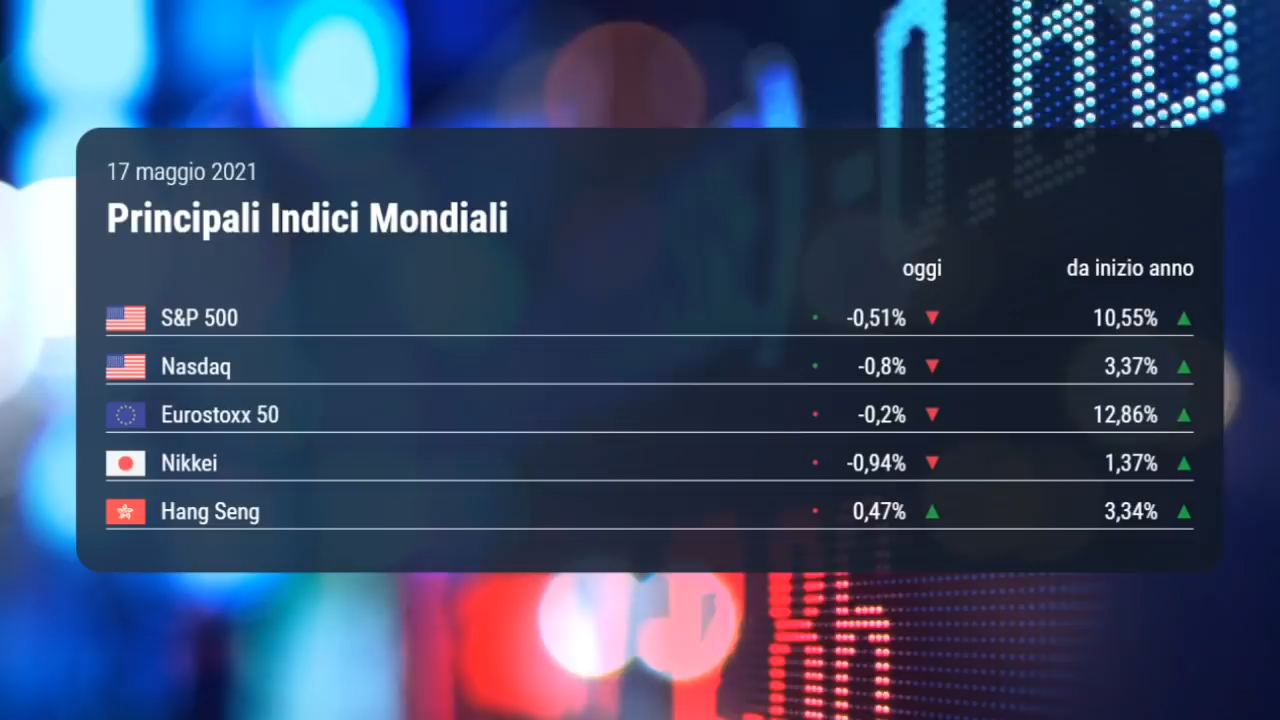 17 maggio 2021
Principali Indici Mondiali
oggi da inizio anno
S&P 500 -0,51% ▼ 10,55% ▲
Nasdaq -0,8% ▼ 3,37% ▲
Eurostoxx 50 -0,2% ▼ 12,86% ▲
Nikkei -0,94% ▼ 1,37% ▲
Hang Seng 0,47% ▲ 3,34% ▲